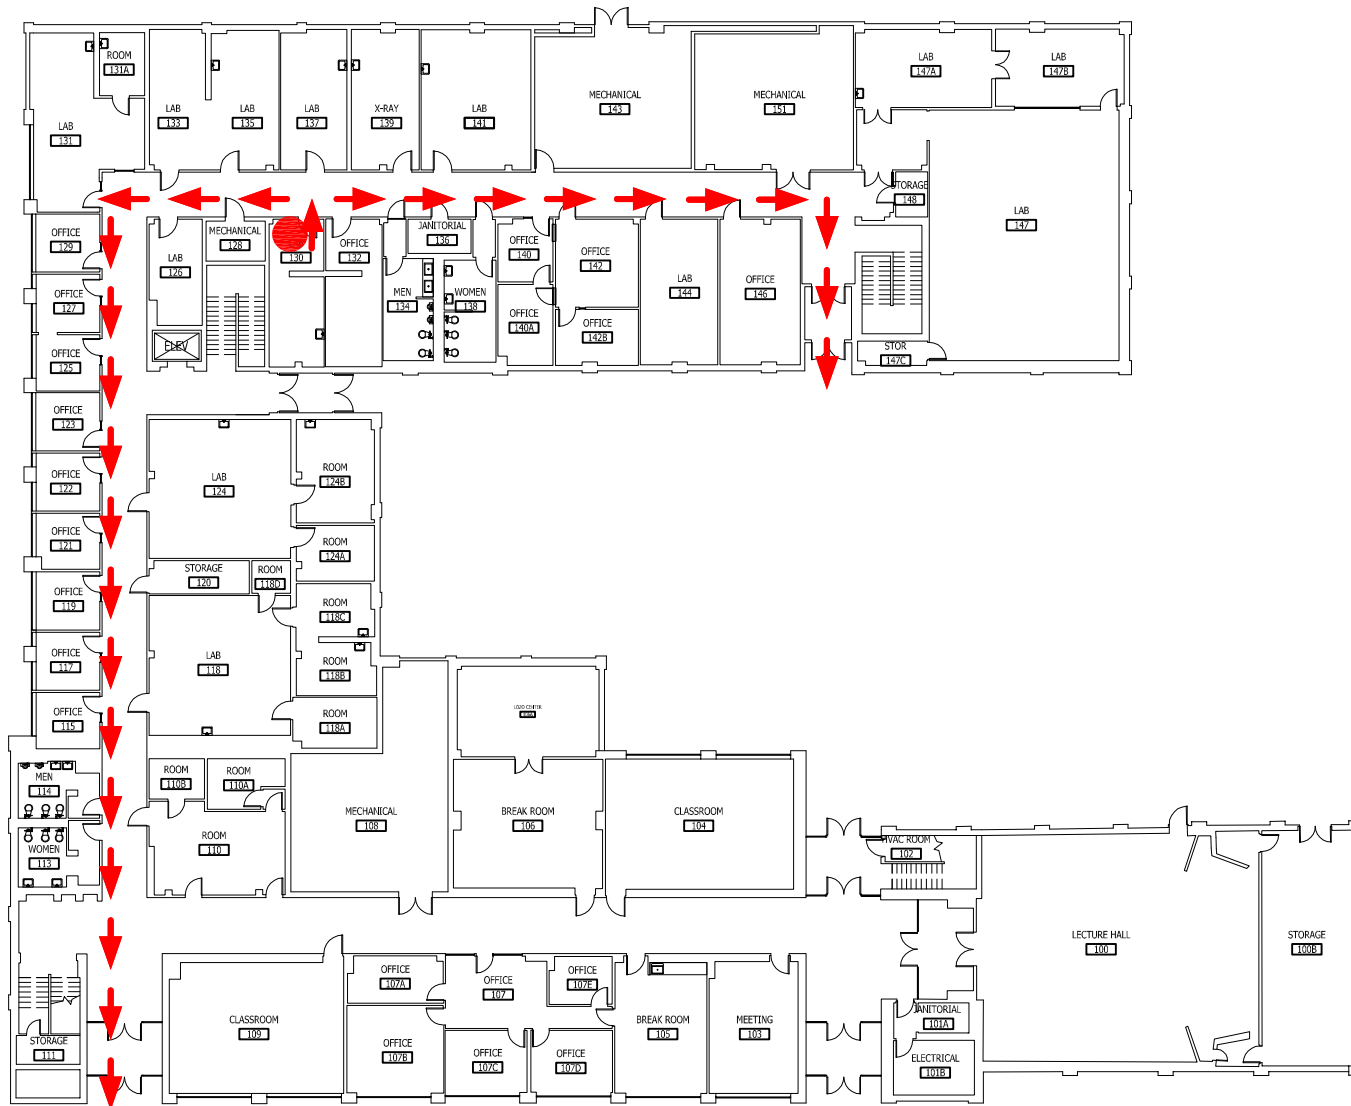 ROOM
131A
LAB
131
LAB
133
LAB
135
LAB
137
X-RAY
139
LAB
141
MECHANICAL
143
MECHANICAL
151
LAB
147A
LAB
147B
STORAGE
148
LAB
147
OFFICE
129
LAB
126
MECHANICAL
128
130
OFFICE
132
JANITORIAL
136
MEN
134
WOMEN
138
OFFICE
140
OFFICE
140A
OFFICE
142
OFFICE
142B
LAB
144
OFFICE
146
STOR
147C
ELEV
OFFICE
127
OFFICE
125
OFFICE
123
OFFICE
122
OFFICE
121
OFFICE
119
OFFICE
117
OFFICE
115
LAB
124
ROOM
124B
ROOM
124A
STORAGE
120
ROOM
118D
ROOM
118C
LAB
118
ROOM
118B
ROOM
118A
MEN
114
WOMEN
113
ROOM
110B
ROOM
110A
ROOM
110
MECHANICAL
108
BREAK ROOM
106
CLASSROOM
104
HVAC ROOM
102
LECTURE HALL
100
STORAGE
100B
STORAGE
111
CLASSROOM
109
OFFICE
107A
OFFICE
107
OFFICE
107E
OFFICE
107B
OFFICE
107C
OFFICE
107D
BREAK ROOM
105
MEETING
103
JANITORIAL
101A
ELECTRICAL
101B